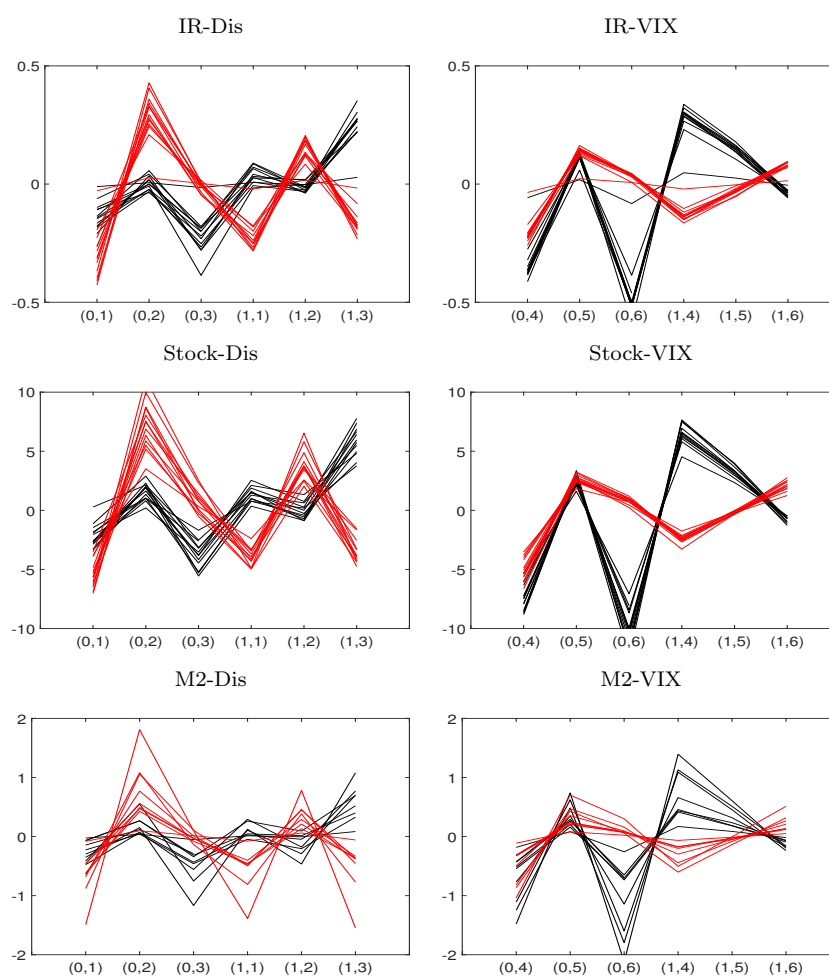 IR-Dis
IR-VIX
0.5
0
-0.5
(0,1) (0,2) (0,3) (1,1) (1,2) (1,3)
0.5
0
-0.5
(0,4) (0,5) (0,6) (1,4) (1,5) (1,6)
Stock-Dis
Stock-VIX
10
5
0
-5
-10
(0,1) (0,2) (0,3) (1,1) (1,2) (1,3)
10
5
0
-5
-10
(0,4) (0,5) (0,6) (1,4) (1,5) (1,6)
M2-Dis
M2-VIX
2
1
0
-1
-2
(0,1) (0,2) (0,3) (1,1) (1,2) (1,3)
2
1
0
-1
-2
(0,4) (0,5) (0,6) (1,4) (1,5) (1,6)